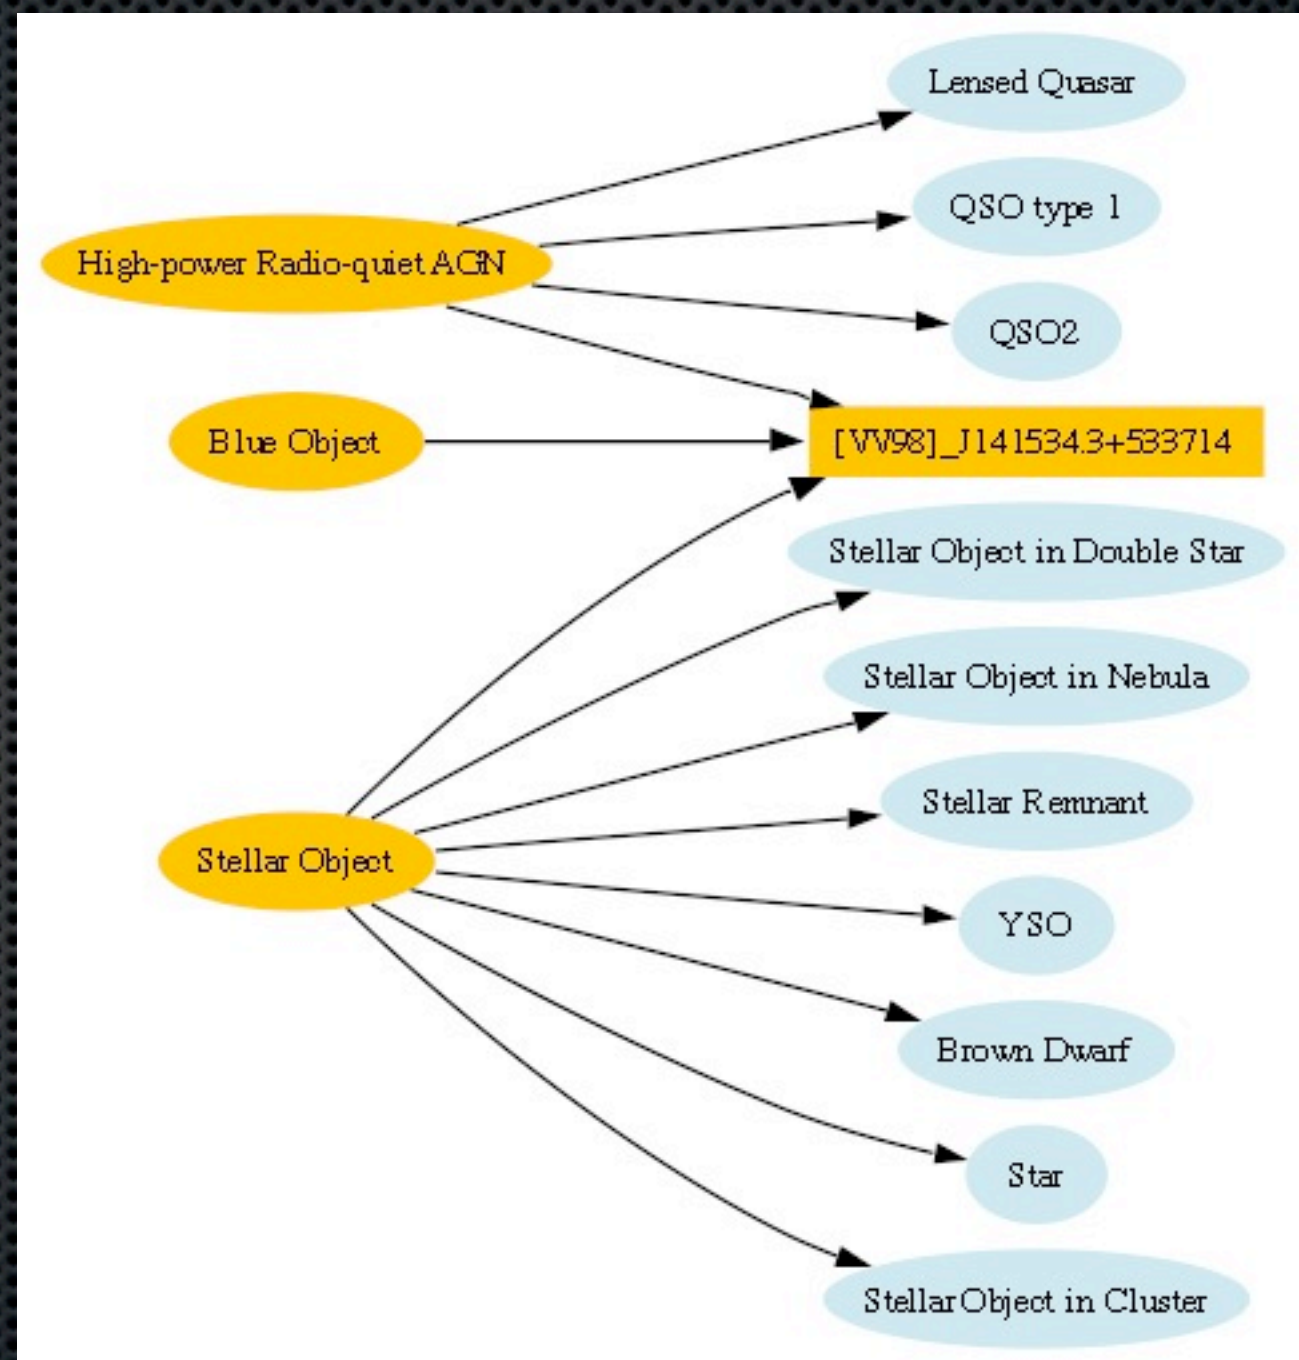 Lensed Quasar
QSO type 1
High-power Radio-quiet AGN
QSO2
Blue Object
[VV98]_J141534.3+533714
Stellar Object in Double Star
Stellar Object in Nebula
Stellar Remnant
Stellar Object
YSO
Brown Dwarf
Star
Stellar Object in Cluster